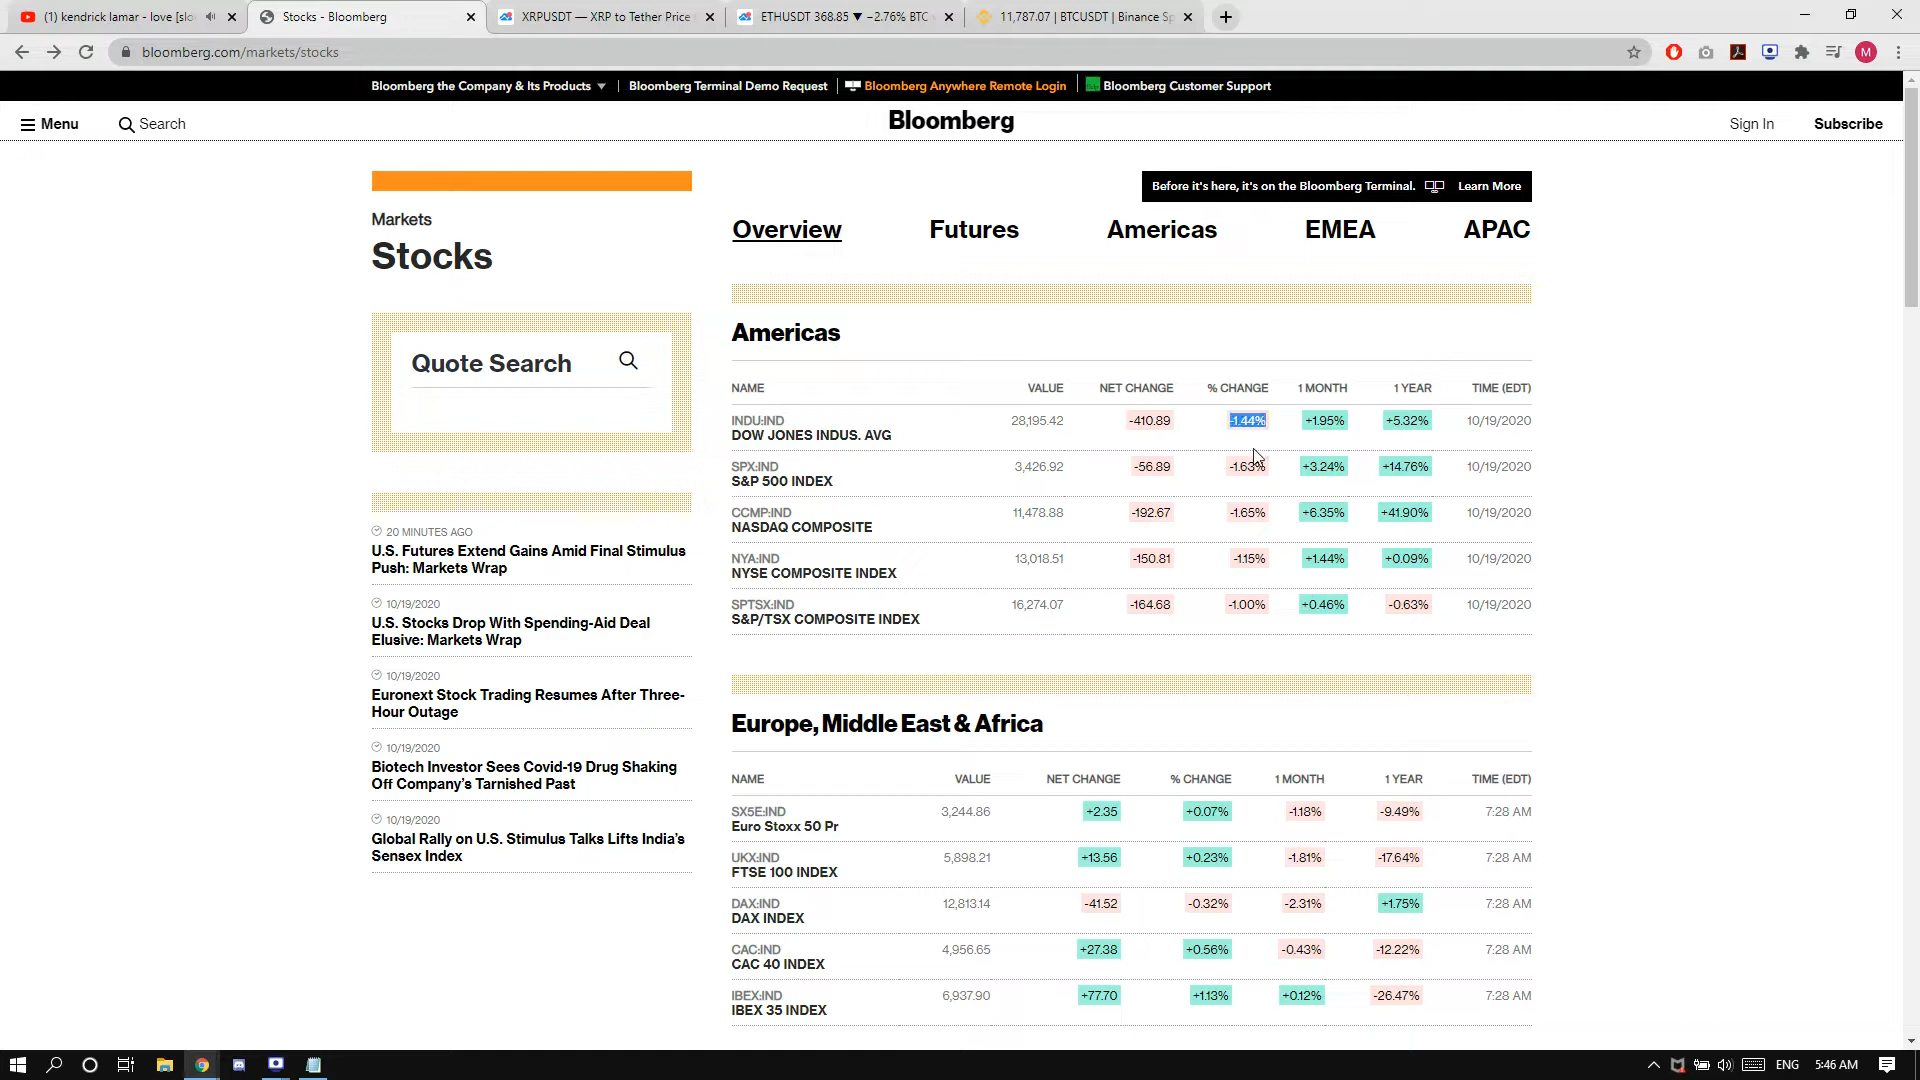 (1) kendrick lamar - love [slo
Stocks - Bloomberg
XRPUSDT — XRP to Tether Price
ETHUSDT 368.85 ▼ −2.76% BTC
11,787.07 | BTCUSDT | Binance Sp
bloomberg.com/markets/stocks
M
Bloomberg the Company & Its Products ▼ | Bloomberg Terminal Demo Request | Bloomberg Anywhere Remote Login | Bloomberg Customer Support
Menu Search Bloomberg Sign In Subscribe
Before it's here, it's on the Bloomberg Terminal. Learn More
Markets
Stocks
Overview Futures Americas EMEA APAC
Quote Search
20 MINUTES AGO
U.S. Futures Extend Gains Amid Final Stimulus
Push: Markets Wrap
10/19/2020
U.S. Stocks Drop With Spending-Aid Deal
Elusive: Markets Wrap
10/19/2020
Euronext Stock Trading Resumes After Three-
Hour Outage
10/19/2020
Biotech Investor Sees Covid-19 Drug Shaking
Off Company's Tarnished Past
10/19/2020
Global Rally on U.S. Stimulus Talks Lifts India's
Sensex Index
Americas
NAME VALUE NET CHANGE % CHANGE 1 MONTH 1 YEAR TIME (EDT)
INDU:IND 28,195.42 -410.89 -1.44% +1.95% +5.32% 10/19/2020
DOW JONES INDUS. AVG
SPX:IND 3,426.92 -56.89 -1.63% +3.24% +14.76% 10/19/2020
S&P 500 INDEX
CCMP:IND 11,478.88 -192.67 -1.65% +6.35% +41.90% 10/19/2020
NASDAQ COMPOSITE
NYA:IND 13,018.51 -150.81 -1.15% +1.44% +0.09% 10/19/2020
NYSE COMPOSITE INDEX
SPTSX:IND 16,274.07 -164.68 -1.00% +0.46% -0.63% 10/19/2020
S&P/TSX COMPOSITE INDEX
Europe, Middle East & Africa
NAME VALUE NET CHANGE % CHANGE 1 MONTH 1 YEAR TIME (EDT)
SX5E:IND 3,244.86 +2.35 +0.07% -1.18% -9.49% 7:28 AM
Euro Stoxx 50 Pr
UKX:IND 5,898.21 +13.56 +0.23% -1.81% -17.64% 7:28 AM
FTSE 100 INDEX
DAX:IND 12,813.14 -41.52 -0.32% -2.31% +1.75% 7:28 AM
DAX INDEX
CAC:IND 4,956.65 +27.38 +0.56% -0.43% -12.22% 7:28 AM
CAC 40 INDEX
IBEX:IND 6,937.90 +77.70 +1.13% +0.12% -26.47% 7:28 AM
IBEX 35 INDEX
ENG 5:46 AM